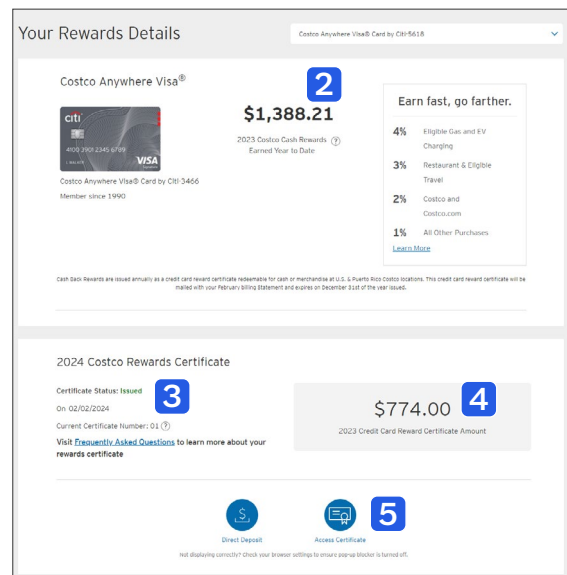 Your Rewards Details
Costco Anywhere Visa® Card by Citi-5618
Costco Anywhere Visa®
citi
4100 3901 2345 6789
VISA
Costco Anywhere Visa® Card by Citi-3466
Member since 1990
2
$1,388.21
2023 Costco Cash Rewards ?
Earned Year to Date
Earn fast, go farther.
4% Eligible Gas and EV
Charging
3% Restaurant & Eligible
Travel
2% Costco and
Costco.com
1% All Other Purchases
Learn More
Cash Back Rewards are issued annually as a credit card reward certificate redeemable for cash or merchandise at U.S. & Puerto Rico Costco locations. This credit card reward certificate will be
mailed with your February billing Statement and expires on December 31st of the year issued.
2024 Costco Rewards Certificate
Certificate Status: Issued
3
On 02/02/2024
Current Certificate Number: 01 ?
Visit Frequently Asked Questions to learn more about your
rewards certificate
4
$774.00
2023 Credit Card Reward Certificate Amount
5
Direct Deposit
Access Certificate
Not displaying correctly? Check your browser settings to ensure pop-up blocker is turned off.